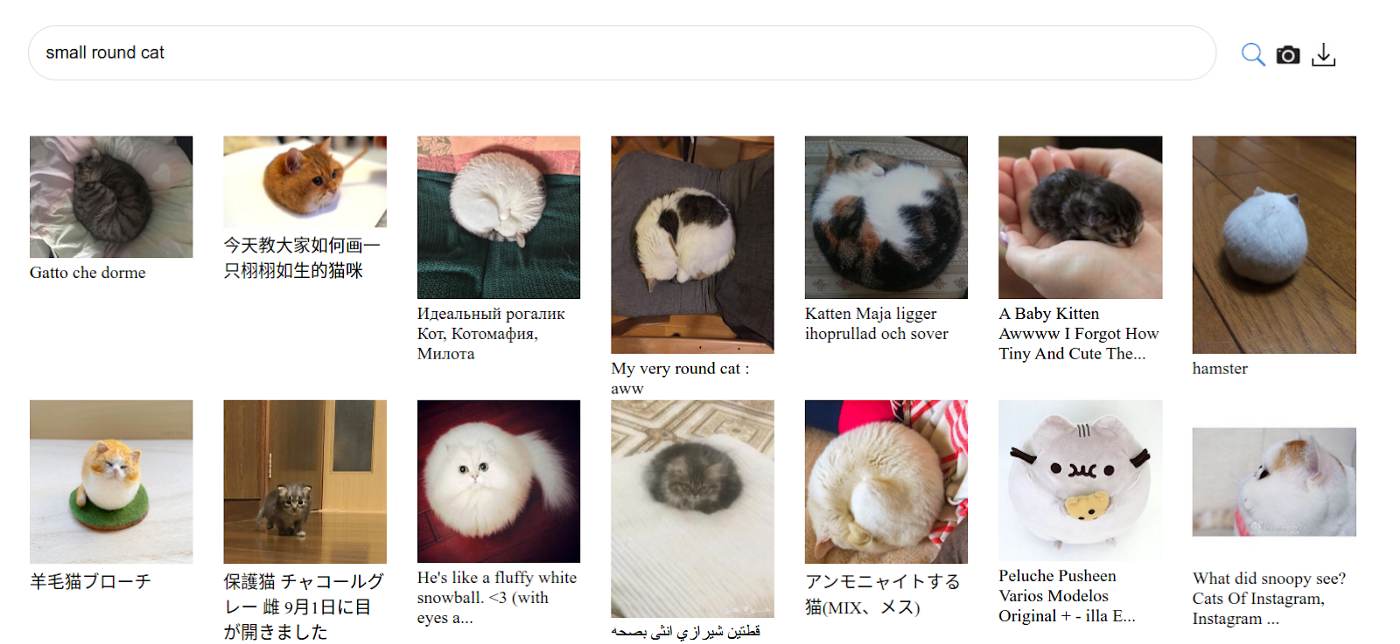 small round cat
Gatto che dorme
今天教大家如何画一
只栩栩如生的猫咪
Идеальный рогалик
Кот, Котомафия,
Милота
My very round cat :
aww
Katten Maja ligger
ihoprullad och sover
A Baby Kitten
Awwww I Forgot How
Tiny And Cute The...
hamster
羊毛猫ブローチ
保護猫 チャコールグ
レー 雌 9月1日に目
が開きました
He's like a fluffy white
snowball. <3 (with
eyes a...
قطتين شيرازي انثى بصحه
アンモニャイトする
猫(MIX、メス)
Peluche Pusheen
Varios Modelos
Original + - illa E...
What did snoopy see?
Cats Of Instagram,
Instagram ...